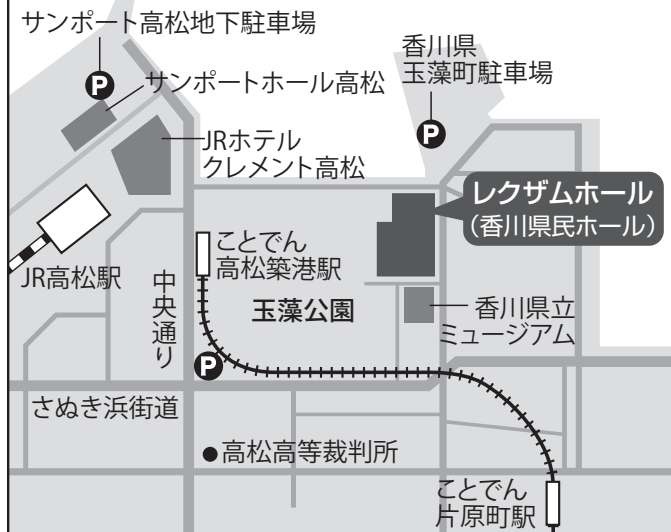 サンポート高松地下駐車場
P
サンポートホール高松
香川県
玉藻町駐車場
P
JRホテル
クレメント高松
レクザムホール
(香川県民ホール)
JR高松駅
中央通り
ことでん
高松築港駅
玉藻公園
香川県立
ミュージアム
P
さぬき浜街道
高松高等裁判所
ことでん
片原町駅